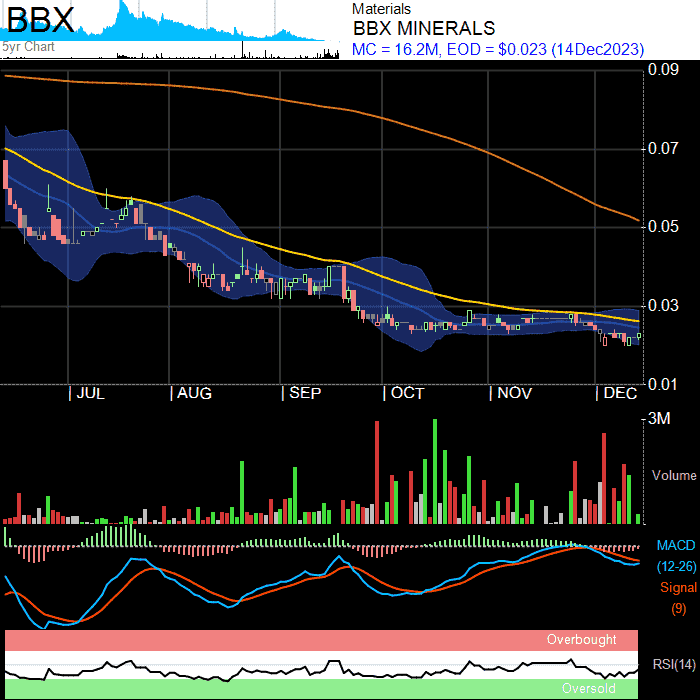 BBX
5yr Chart
Materials
BBX MINERALS
MC = 16.2M, EOD = $0.023 (14Dec2023)
0.09
0.07
0.05
0.03
0.01
JUL AUG SEP OCT NOV DEC
3M
Volume
MACD
(12-26)
Signal
(9)
Overbought
RSI(14)
Oversold